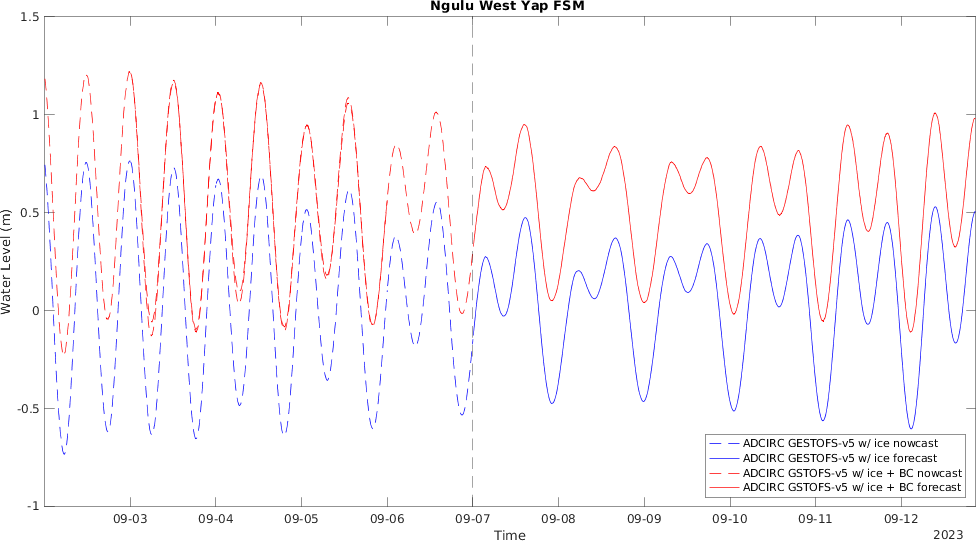 Ngulu West Yap FSM
1.5
1
0.5
0
-0.5
-1
Water Level (m)
09-03 09-04 09-05 09-06 09-07 09-08 09-09 09-10 09-11 09-12
Time
2023
ADCIRC GESTOFS-v5 w/ ice nowcast
ADCIRC GESTOFS-v5 w/ ice forecast
ADCIRC GSTOFS-v5 w/ ice + BC nowcast
ADCIRC GSTOFS-v5 w/ ice + BC forecast